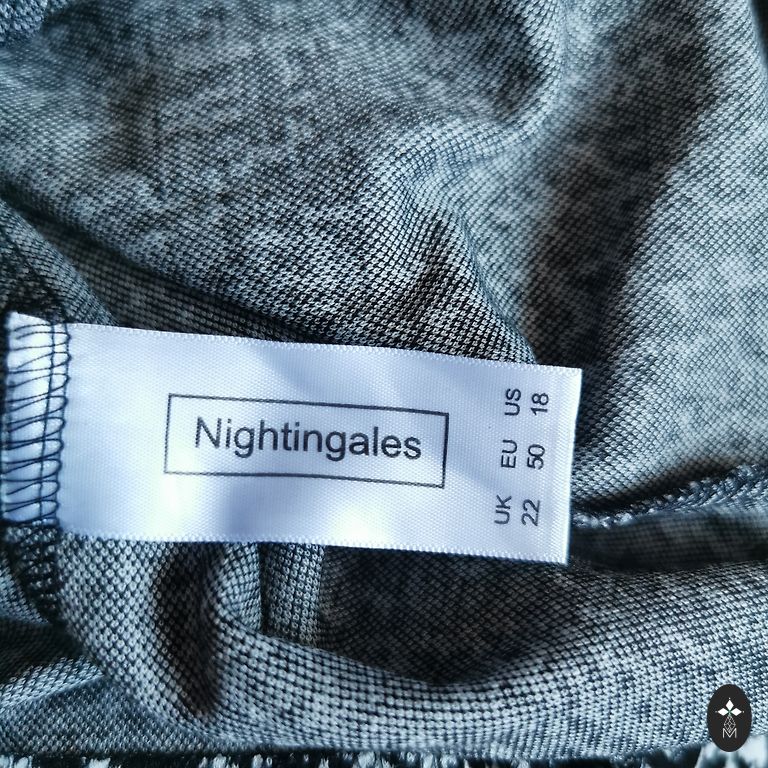 Nightingales
UK EU US
22 50 18
M